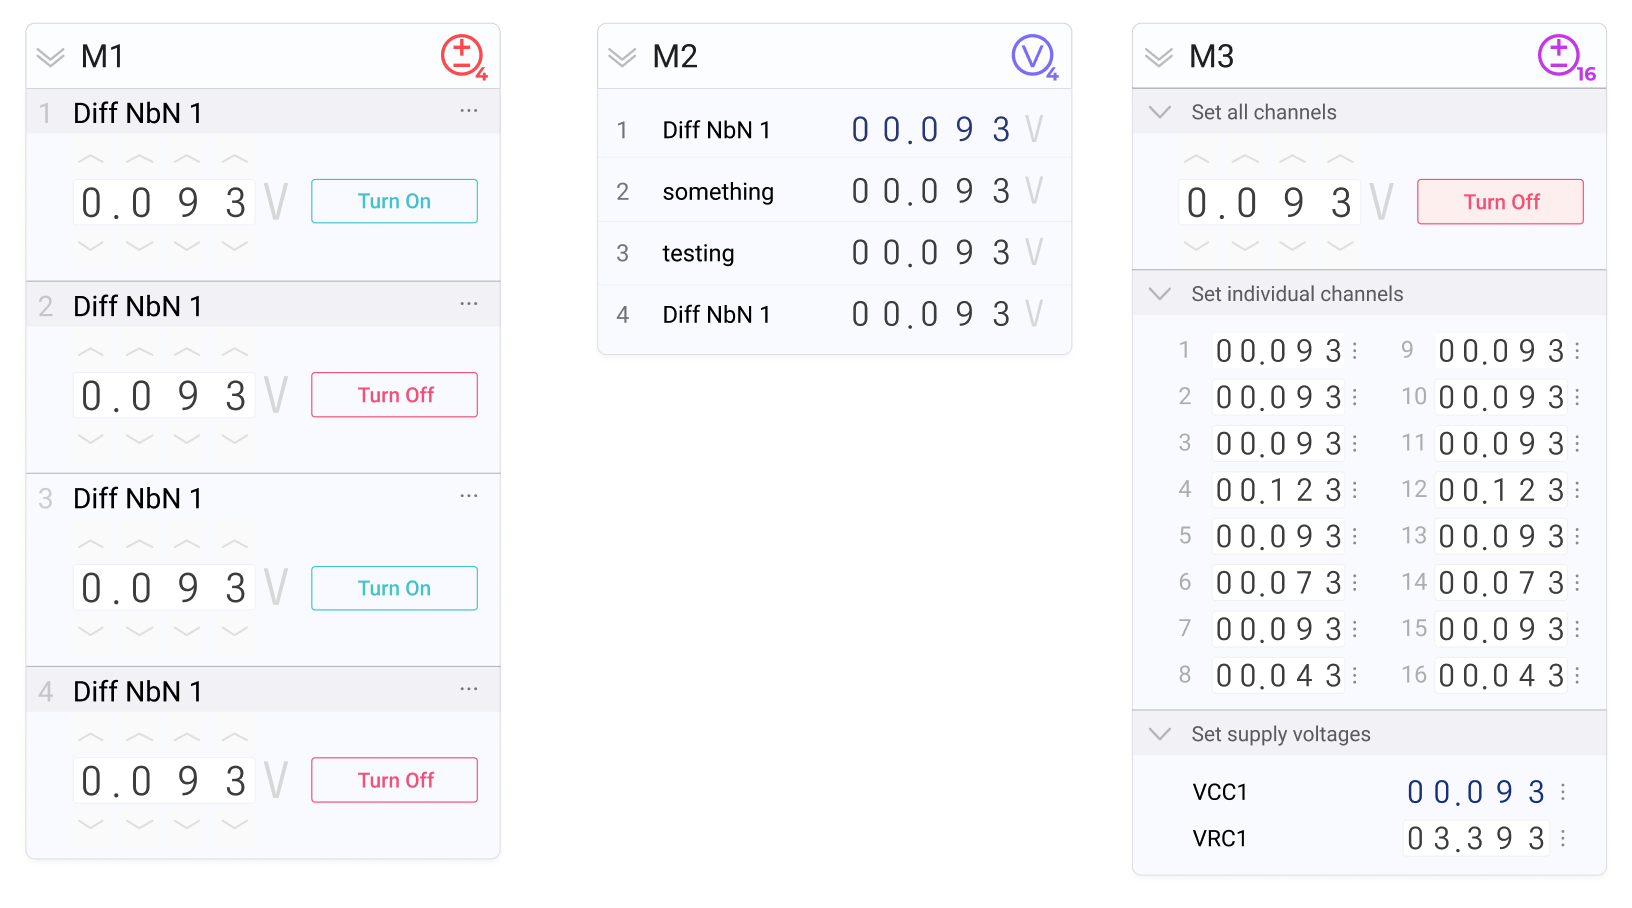 M1
± 4
1 Diff NbN 1 ...
0.093 V Turn On
2 Diff NbN 1 ...
0.093 V Turn Off
3 Diff NbN 1 ...
0.093 V Turn On
4 Diff NbN 1 ...
0.093 V Turn Off
M2
V 4
1 Diff NbN 1 00.093 V
2 something 00.093 V
3 testing 00.093 V
4 Diff NbN 1 00.093 V
M3
± 16
Set all channels
0.093 V Turn Off
Set individual channels
1 00.093 9 00.093
2 00.093 10 00.093
3 00.093 11 00.093
4 00.123 12 00.123
5 00.093 13 00.093
6 00.073 14 00.073
7 00.093 15 00.093
8 00.043 16 00.043
Set supply voltages
VCC1 00.093
VRC1 03.393